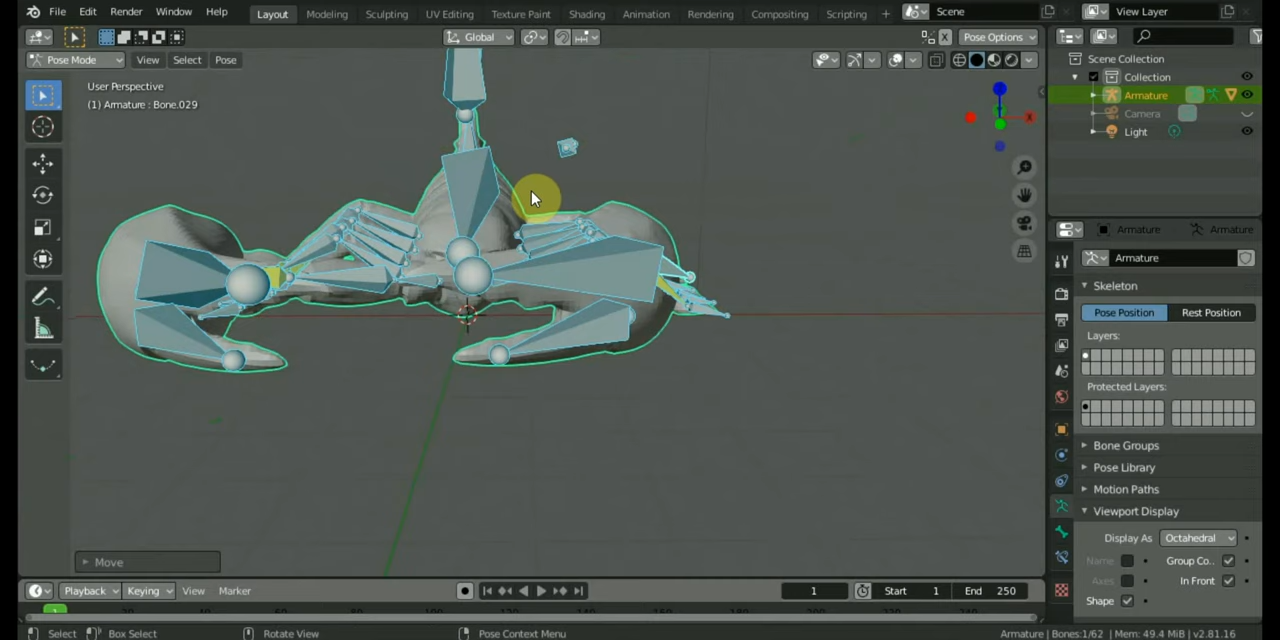 File Edit Render Window Help Layout Modeling Sculpting UV Editing Texture Paint Shading Animation Rendering Compositing Scripting + Scene View Layer
Global X Pose Options
Pose Mode View Select Pose
User Perspective
(1) Armature : Bone.029
Z
X
Scene Collection
Collection
Armature
Camera
Light
Armature Armature
Armature
Skeleton
Pose Position Rest Position
Layers:
Protected Layers:
Bone Groups
Pose Library
Motion Paths
Viewport Display
Display As Octahedral
Name Group Co..
Axes In Front
Shape
Move
Playback Keying View Marker 1 Start 1 End 250
1
Select Box Select Rotate View Pose Context Menu Armature | Bones:1/62 | Mem: 49.4 MiB | v2.81.16